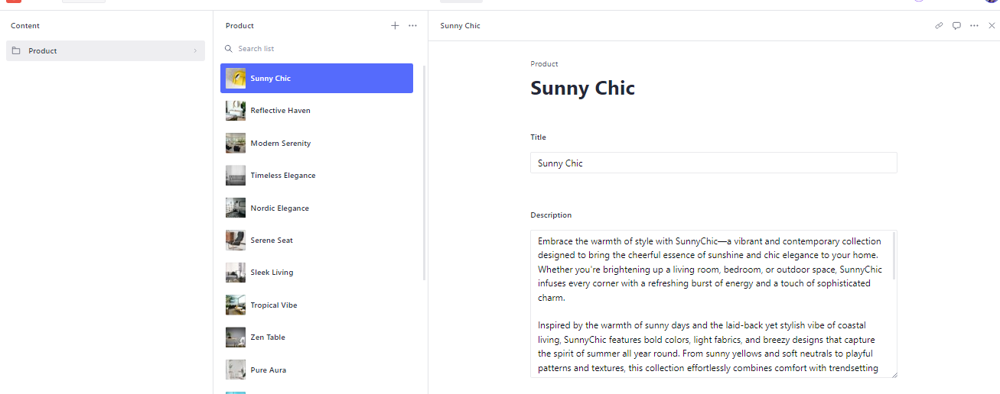 Content
Product
Product
Search list
Sunny Chic
Reflective Haven
Modern Serenity
Timeless Elegance
Nordic Elegance
Serene Seat
Sleek Living
Tropical Vibe
Zen Table
Pure Aura
Sunny Chic
Product
Sunny Chic
Title
Sunny Chic
Description
Embrace the warmth of style with SunnyChic—a vibrant and contemporary collection
designed to bring the cheerful essence of sunshine and chic elegance to your home.
Whether you're brightening up a living room, bedroom, or outdoor space, SunnyChic
infuses every corner with a refreshing burst of energy and a touch of sophisticated
charm.
Inspired by the warmth of sunny days and the laid-back yet stylish vibe of coastal
living, SunnyChic features bold colors, light fabrics, and breezy designs that capture
the spirit of summer all year round. From sunny yellows and soft neutrals to playful
patterns and textures, this collection effortlessly combines comfort with trendsetting